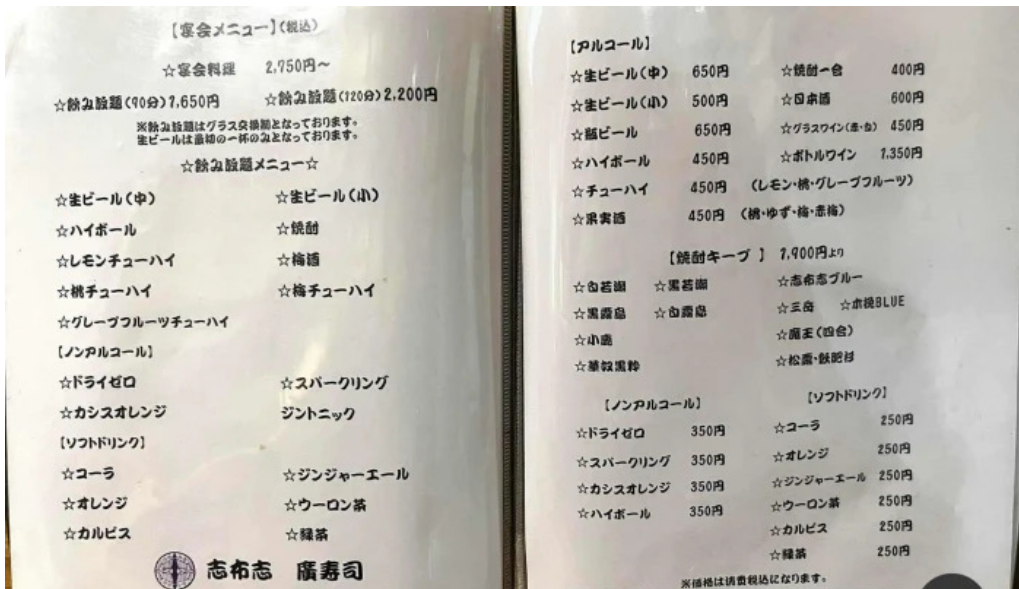 【宴会メニュー】(税込)
☆宴会料理 2,750円~
☆飲み放題(90分)1,650円 ☆飲み放題(120分)2,200円
※飲み放題はグラス交換制となっております。
生ビールは最初の一杯のみとなっております。
☆飲み放題メニュー☆
☆生ビール(中) ☆生ビール(小)
☆ハイボール ☆焼酎
☆レモンチューハイ ☆梅酒
☆桃チューハイ ☆梅チューハイ
☆グレープフルーツチューハイ
【ノンアルコール】
☆ドライゼロ ☆スパークリング
☆カシスオレンジ ジントニック
【ソフトドリンク】
☆コーラ ☆ジンジャーエール
☆オレンジ ☆ウーロン茶
☆カルピス ☆緑茶
志布志 廣寿司
【アルコール】
☆生ビール(中) 650円 ☆焼酎一合 400円
☆生ビール(小) 500円 ☆日本酒 600円
☆瓶ビール 650円 ☆グラスワイン(赤・白) 450円
☆ハイボール 450円 ☆ボトルワイン 1,350円
☆チューハイ 450円 (レモン・桃・グレープフルーツ)
☆果実酒 450円 (桃・ゆず・梅・赤梅)
【焼酎キープ】 1,900円より
☆白若潮 ☆黒若潮 ☆志布志ブルー
☆黒霧島 ☆白霧島 ☆三岳 ☆木挽BLUE
☆小鹿 ☆魔王(四合)
☆華奴黒粋 ☆松露・飫肥杉
【ノンアルコール】
☆ドライゼロ 350円
☆スパークリング 350円
☆カシスオレンジ 350円
☆ハイボール 350円
【ソフトドリンク】
☆コーラ 250円
☆オレンジ 250円
☆ジンジャーエール 250円
☆ウーロン茶 250円
☆カルピス 250円
☆緑茶 250円
※価格は消費税込になります。